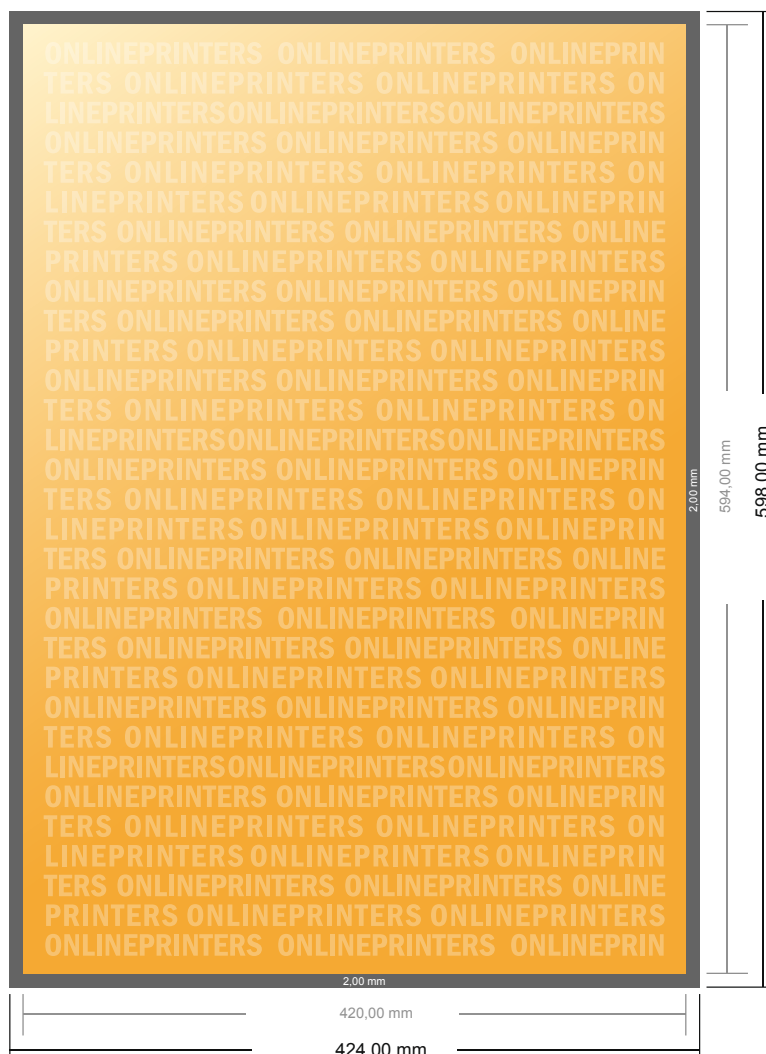 ONLINEPRINTERS ONLINEPRINTERS ONLINEPRIN
TERS ONLINEPRINTERS ONLINEPRINTERS ON
LINEPRINTERSONLINEPRINTERSONLINEPRINTERS
ONLINEPRINTERS ONLINEPRINTERS ONLINEPRIN
TERS ONLINEPRINTERS ONLINEPRINTERS ON
LINEPRINTERS ONLINEPRINTERS ONLINEPRIN
TERS ONLINEPRINTERS ONLINEPRINTERS ONLINE
PRINTERS ONLINEPRINTERS ONLINEPRINTERS
ONLINEPRINTERS ONLINEPRINTERS ONLINEPRIN
TERS ONLINEPRINTERS ONLINEPRINTERS ONLINE
PRINTERS ONLINEPRINTERS ONLINEPRINTERS
ONLINEPRINTERS ONLINEPRINTERS ONLINEPRIN
TERS ONLINEPRINTERS ONLINEPRINTERS ON
LINEPRINTERSONLINEPRINTERSONLINEPRINTERS
ONLINEPRINTERS ONLINEPRINTERS ONLINEPRIN
TERS ONLINEPRINTERS ONLINEPRINTERS ON
LINEPRINTERS ONLINEPRINTERS ONLINEPRIN
TERS ONLINEPRINTERS ONLINEPRINTERS ONLINE
PRINTERS ONLINEPRINTERS ONLINEPRINTERS
ONLINEPRINTERS ONLINEPRINTERS ONLINEPRIN
TERS ONLINEPRINTERS ONLINEPRINTERS ONLINE
PRINTERS ONLINEPRINTERS ONLINEPRINTERS
ONLINEPRINTERS ONLINEPRINTERS ONLINEPRIN
TERS ONLINEPRINTERS ONLINEPRINTERS ON
LINEPRINTERSONLINEPRINTERSONLINEPRINTERS
ONLINEPRINTERS ONLINEPRINTERS ONLINEPRIN
TERS ONLINEPRINTERS ONLINEPRINTERS ON
LINEPRINTERS ONLINEPRINTERS ONLINEPRIN
TERS ONLINEPRINTERS ONLINEPRINTERS ONLINE
PRINTERS ONLINEPRINTERS ONLINEPRINTERS
ONLINEPRINTERS ONLINEPRINTERS ONLINEPRIN
2,00 mm
594,00 mm
598,00 mm
2,00 mm
420,00 mm
424,00 mm